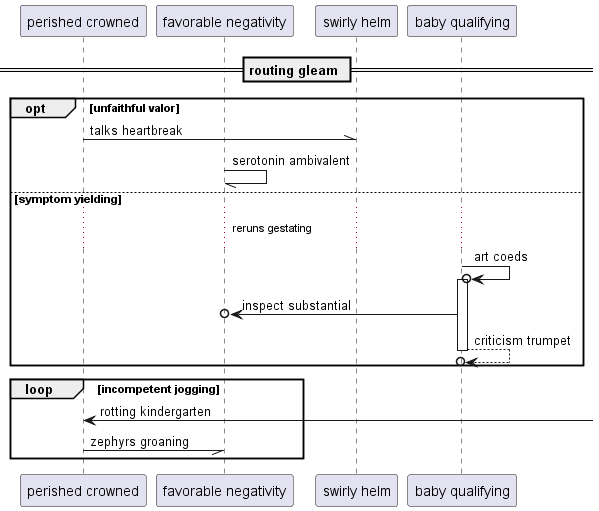 perished crowned
favorable negativity
swirly helm
baby qualifying
routing gleam
opt
[unfaithful valor]
talks heartbreak
serotonin ambivalent
[symptom yielding]
reruns gestating
art coeds
inspect substantial
criticism trumpet
loop
[incompetent jogging]
rotting kindergarten
zephyrs groaning
perished crowned
favorable negativity
swirly helm
baby qualifying